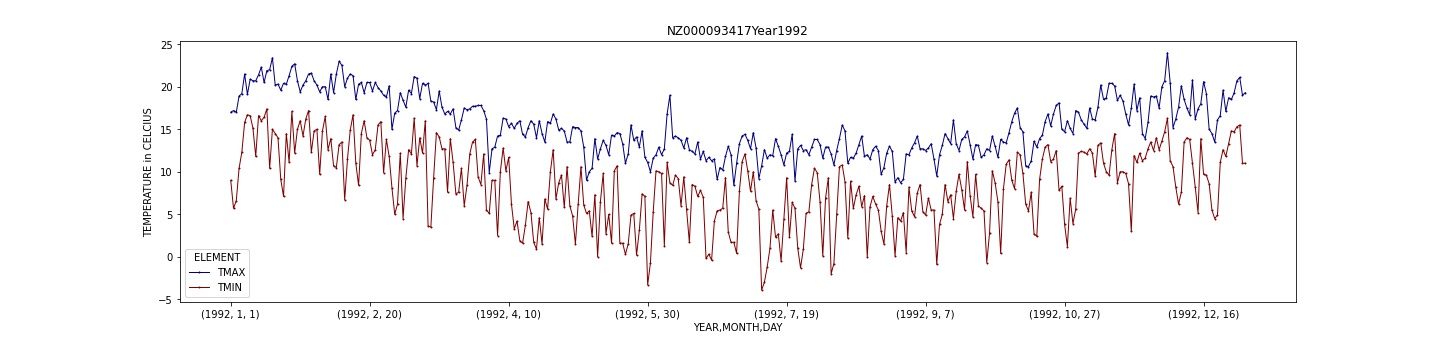 NZ000093417Year1992
TEMPERATURE in CELCIUS
25
20
15
10
5
0
−5
ELEMENT
TMAX
TMIN
(1992, 1, 1) (1992, 2, 20) (1992, 4, 10) (1992, 5, 30) (1992, 7, 19) (1992, 9, 7) (1992, 10, 27) (1992, 12, 16)
YEAR,MONTH,DAY